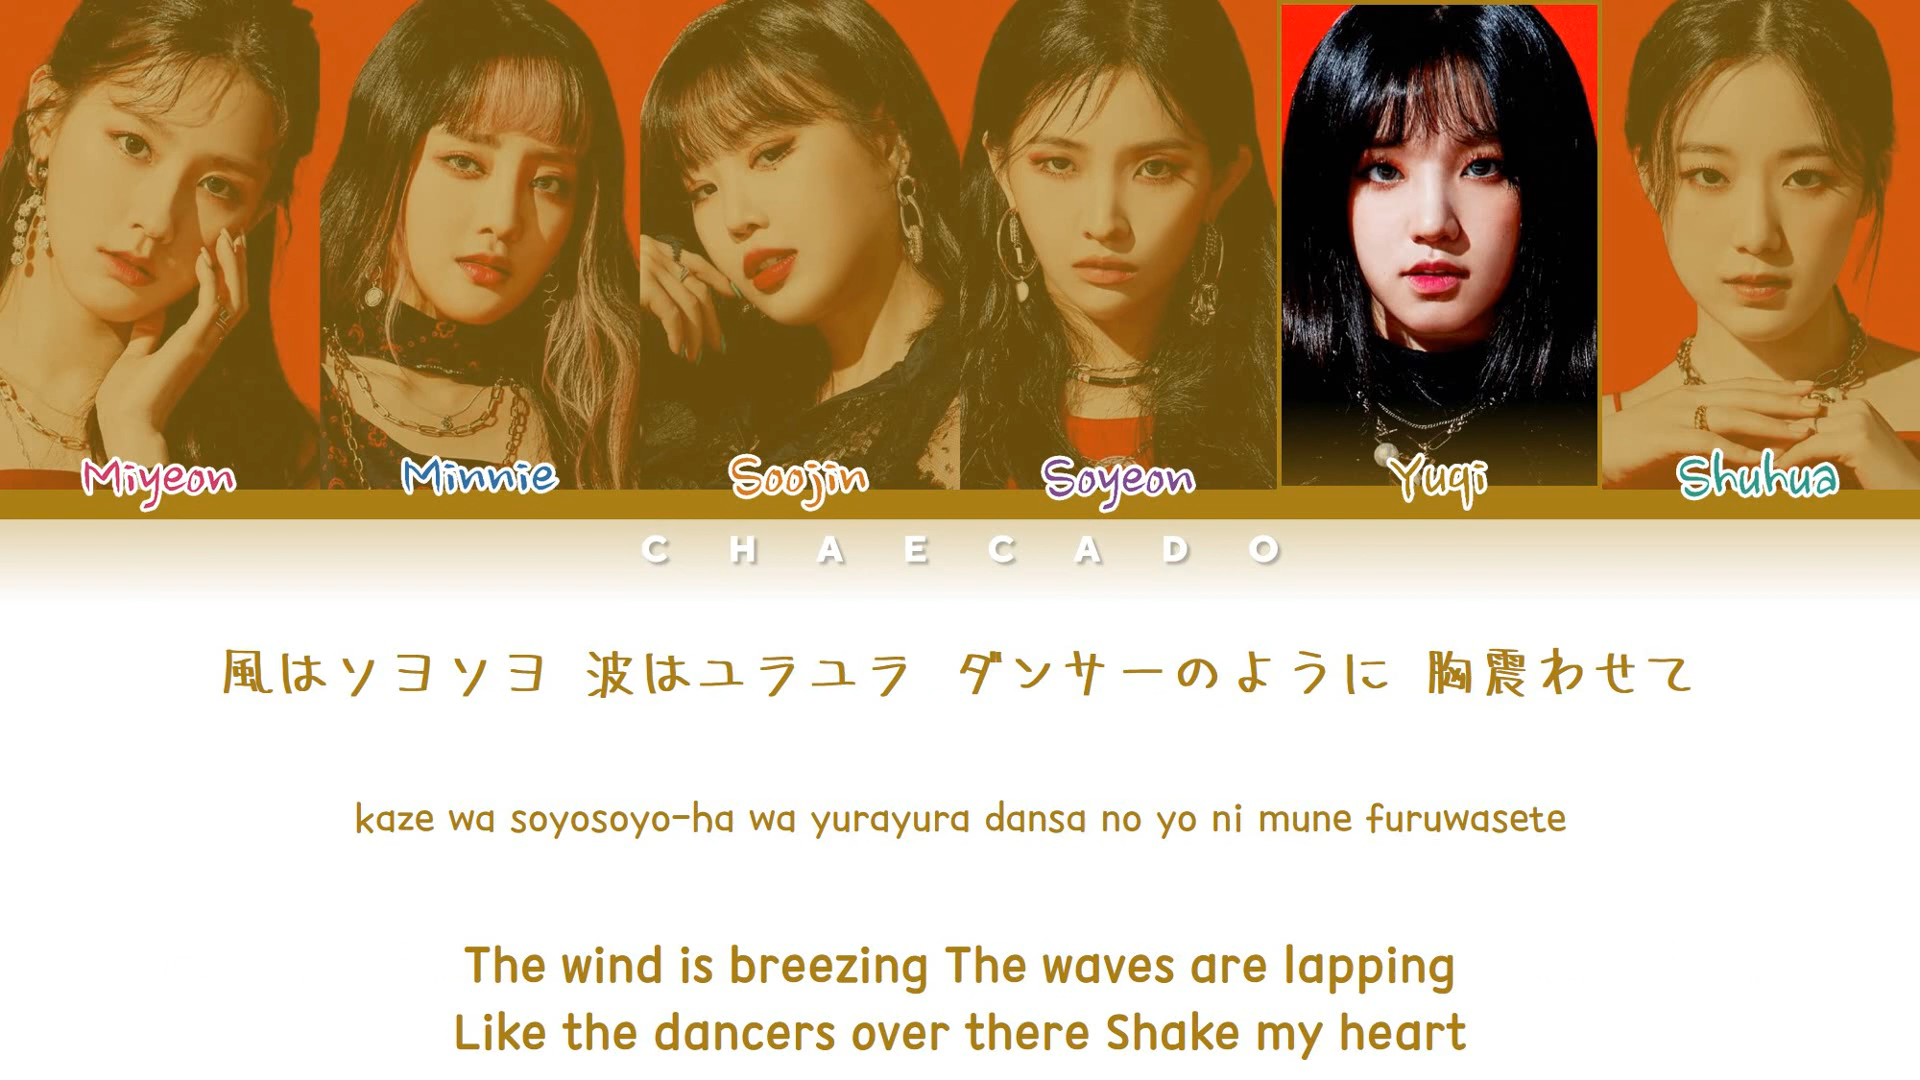 Miyeon
Minnie
Soojin
Soyeon
Yuqi
Shuhua
CHAECADO
風はソヨソヨ 波はユラユラ ダンサーのように 胸震わせて
kaze wa soyosoyo-ha wa yurayura dansa no yo ni mune furuwasete
The wind is breezing The waves are lapping
Like the dancers over there Shake my heart